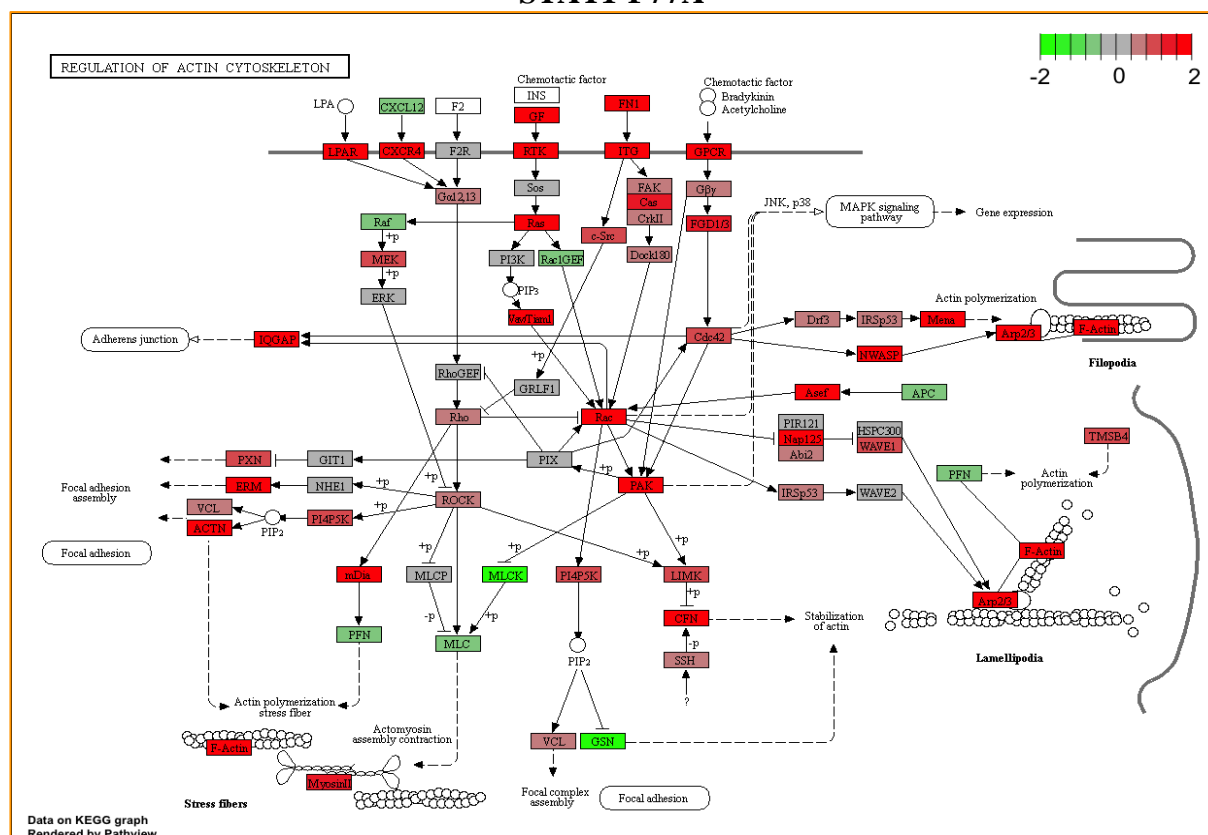 REGULATION OF ACTIN CYTOSKELETON
-2 0 2
Chemotactic factor
Chemotactic factor
Bradykinin
Acetylcholine
LPA
CXCL12
F2
INS
GF
FN1
LPAR
CXCR4
F2R
RTK
ITG
GPCR
Gα12,13
Sos
FAK
Cas
CrkII
Gβγ
JNK, p38
MAPK signaling
pathway
Gene expression
Raf
+p
MEK
+p
ERK
Ras
c-Src
FGD1/3
PI3K
Rac1GEF
Dock180
PIP3
VavTiam1
Actin polymerization
Drf3
IRSp53
Mena
Arp2/3
F-Actin
Filopodia
Adherens junction
IQGAP
Cdc42
NWASP
+p
RhoGEF
GRLF1
Asef
APC
Rho
Rac
PIR121
Nap125
Abi2
HSPC300
WAVE1
TMSB4
PXN
GIT1
PIX
+p
+p
PFN
Actin
polymerization
Focal adhesion
assembly
ERM
NHE1
+p
ROCK
PAK
IRSp53
WAVE2
VCL
ACTN
PIP2
PI4P5K
+p
Focal adhesion
F-Actin
+p
+p
+p
+p
mDia
MLCP
MLCK
PI4P5K
LIMK
+p
Arp2/3
-p
+p
CFN
Stabilization
of actin
PFN
MLC
-p
SSH
PIP2
?
Lamellipodia
Actin polymerization
stress fiber
Actomyosin
assembly contraction
F-Actin
VCL
GSN
MyosinII
Stress fibers
Focal complex
assembly
Focal adhesion
Data on KEGG graph
Rendered by Pathview